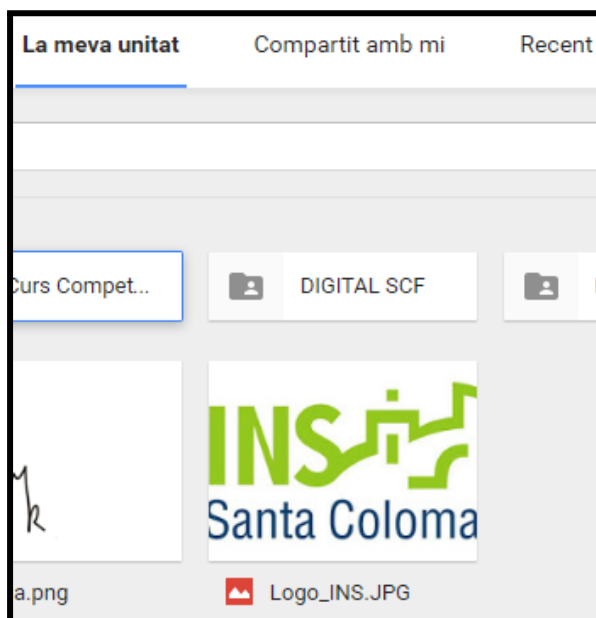 La meva unitat Compartit amb mi Recent
Curs Compet... DIGITAL SCF
INS
Santa Coloma
a.png Logo_INS.JPG